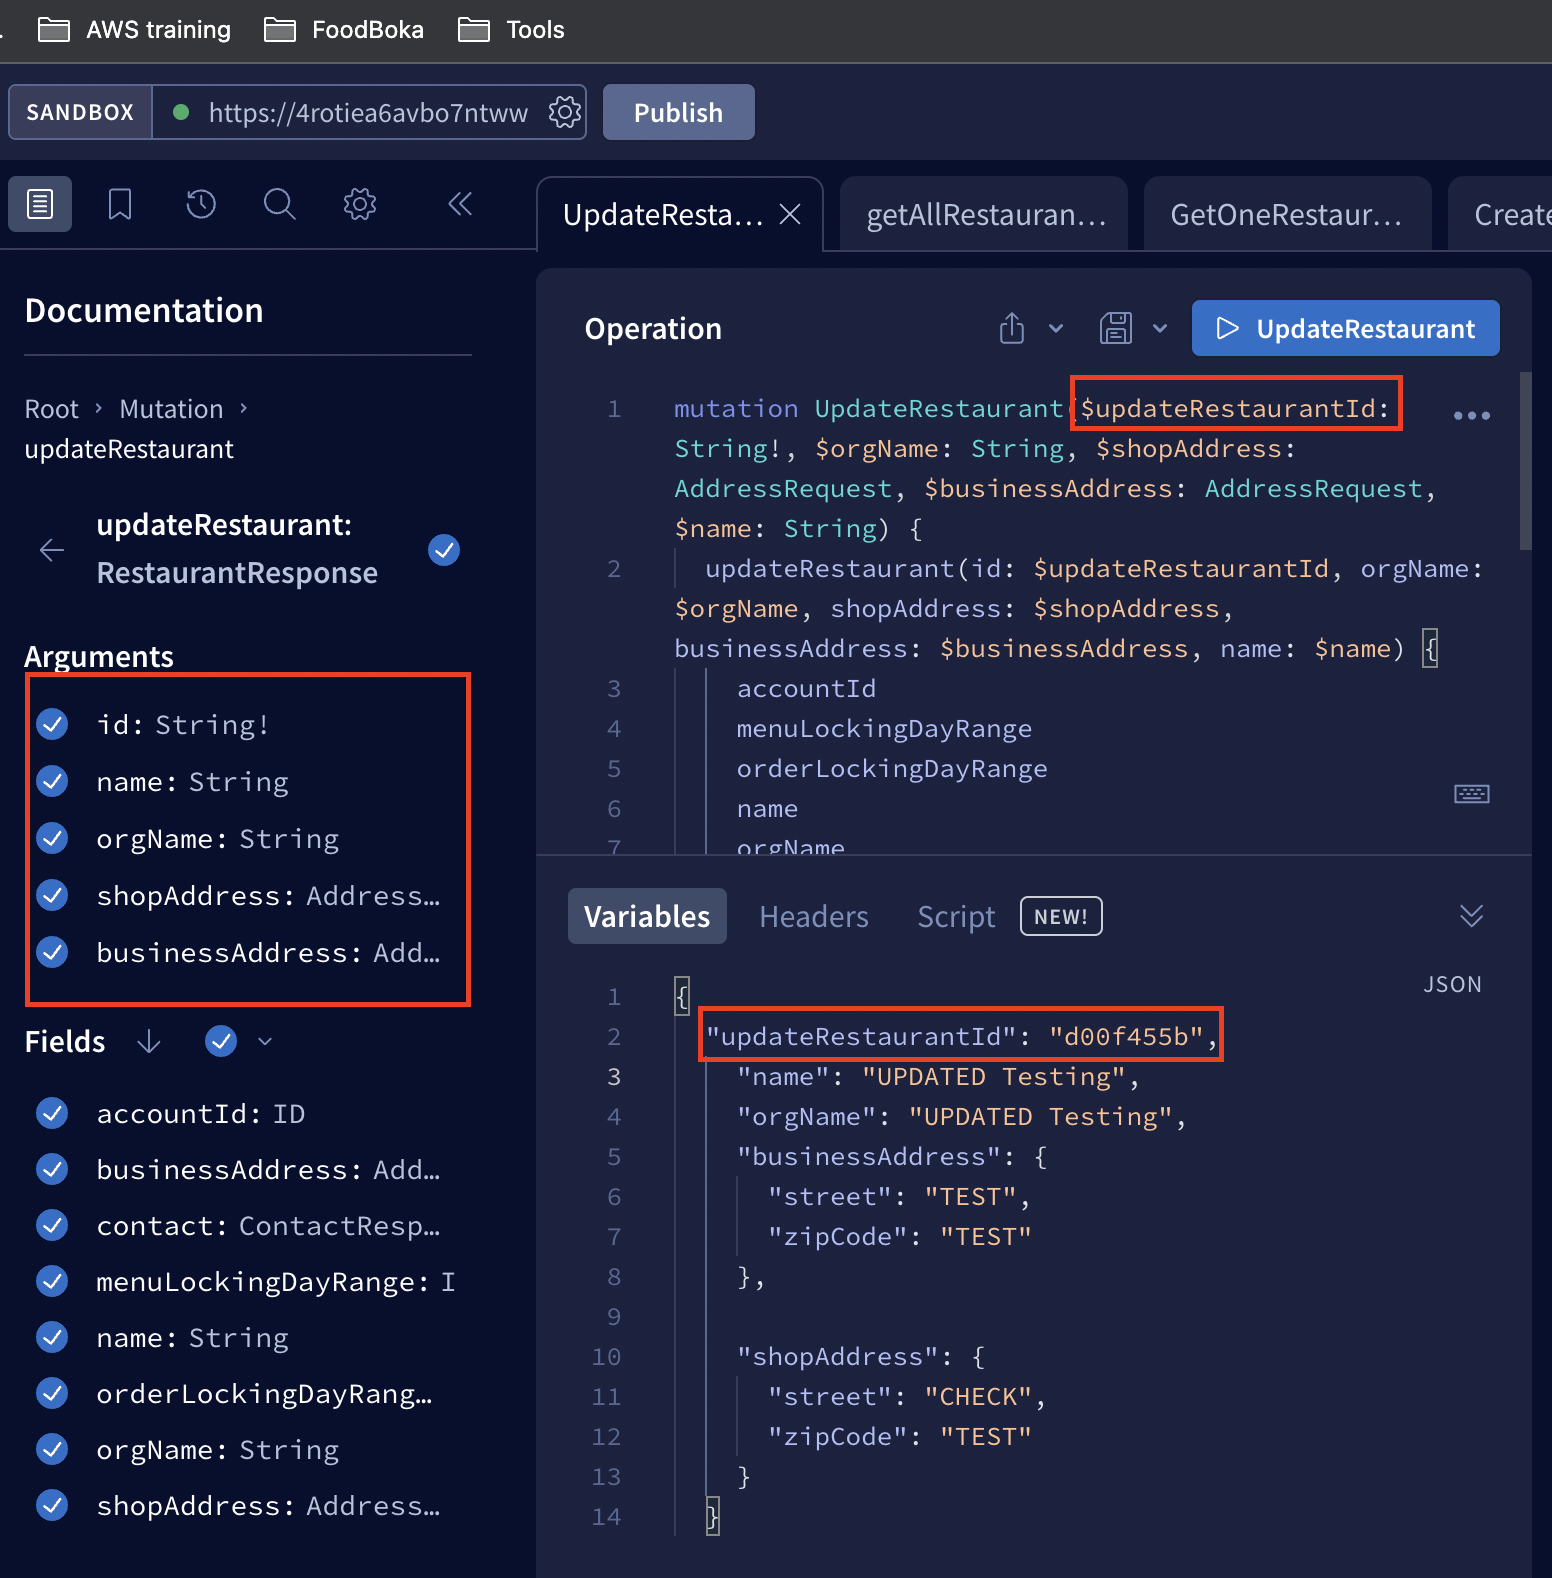 AWS training FoodBoka Tools
SANDBOX https://4rotiea6avbo7ntww Publish
UpdateResta... getAllRestauran... GetOneRestaur... Create
Documentation
Root › Mutation ›
updateRestaurant
updateRestaurant:
RestaurantResponse
Arguments
id: String!
name: String
orgName: String
shopAddress: Address...
businessAddress: Add...
Fields
accountId: ID
businessAddress: Add...
contact: ContactResp...
menuLockingDayRange: I
name: String
orderLockingDayRang...
orgName: String
shopAddress: Address...
Operation UpdateRestaurant
1 mutation UpdateRestaurant($updateRestaurantId:
String!, $orgName: String, $shopAddress:
AddressRequest, $businessAddress: AddressRequest,
$name: String) {
2 updateRestaurant(id: $updateRestaurantId, orgName:
$orgName, shopAddress: $shopAddress,
businessAddress: $businessAddress, name: $name) {
3 accountId
4 menuLockingDayRange
5 orderLockingDayRange
6 name
7 orgName
Variables Headers Script NEW!
JSON
1 {
2 "updateRestaurantId": "d00f455b",
3 "name": "UPDATED Testing",
4 "orgName": "UPDATED Testing",
5 "businessAddress": {
6 "street": "TEST",
7 "zipCode": "TEST"
8 },
9
10 "shopAddress": {
11 "street": "CHECK",
12 "zipCode": "TEST"
13 }
14 }